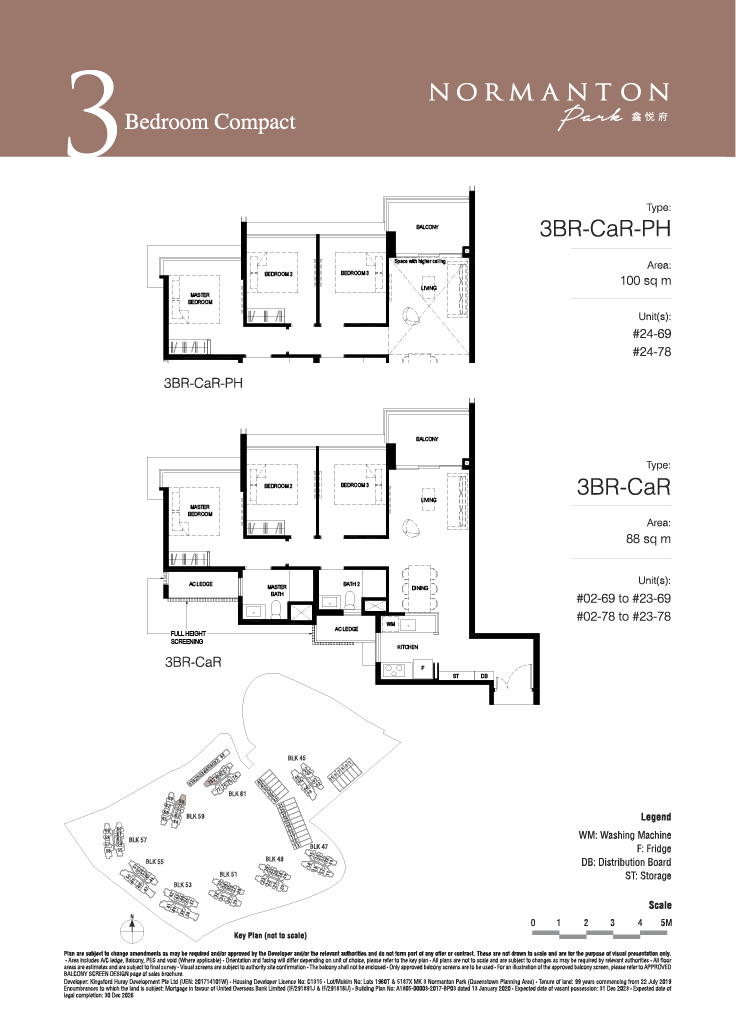 3 Bedroom Compact
NORMANTON
Park 鑫悦府
Type:
3BR-CaR-PH
Area:
100 sq m
Unit(s):
#24-69
#24-78
BALCONY
Space with higher ceiling
BEDROOM 2
BEDROOM 3
LIVING
MASTER
BEDROOM
3BR-CaR-PH
Type:
3BR-CaR
Area:
88 sq m
Unit(s):
#02-69 to #23-69
#02-78 to #23-78
BALCONY
BEDROOM 2
BEDROOM 3
LIVING
MASTER
BEDROOM
AC LEDGE
MASTER
BATH
BATH 2
DINING
WM
AC LEDGE
FULL HEIGHT
SCREENING
KITCHEN
F
ST
DB
3BR-CaR
BLK 45
BLK 61
BLK 59
BLK 57
BLK 47
BLK 55
BLK 49
BLK 51
BLK 53
N
Key Plan (not to scale)
Legend
WM: Washing Machine
F: Fridge
DB: Distribution Board
ST: Storage
Scale
0 1 2 3 4 5M
Plan are subject to change amendments as may be required and/or approved by the Developer and/or the relevant authorities and do not form part of any offer or contract. These are not drawn to scale and are for the purpose of visual presentation only.
- Area includes A/C ledge, Balcony, PES and void (Where applicable) - Orientation and facing will differ depending on unit of choice, please refer to the key plan - All plans are not to scale and are subject to changes as may be required by relevant authorities - All floor
areas are estimates and are subject to final survey - Visual screens are subject to authority site confirmation - The balcony shall not be enclosed - Only approved balcony screens are to be used - For an illustration of the approved balcony screen, please refer to APPROVED
BALCONY SCREEN DESIGN page of sales brochure.
Developer: Kingsford Huray Development Pte Ltd (UEN: 201714101W) - Housing Developer Licence No: C1315 - Lot/Mukim No: Lots 1960T & 5187X MK 3 Normanton Park (Queenstown Planning Area) - Tenure of land: 99 years commencing from 22 July 2019
Encumbrances to which the land is subject: Mortgage in favour of United Overseas Bank Limited (IF/291891J & IF/291816U) - Building Plan No: A1805-00003-2017-BP03 dated 13 January 2020 - Expected date of vacant possession: 31 Dec 2023 - Expected date of
legal completion: 30 Dec 2026